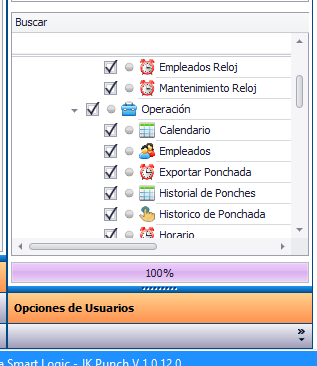 Buscar
Empleados Reloj
Mantenimiento Reloj
Operación
Calendario
Empleados
Exportar Ponchada
Historial de Ponches
Historico de Ponchada
Horario
100%
Opciones de Usuarios
a Smart Logic - JK Punch V 1.0.12.0